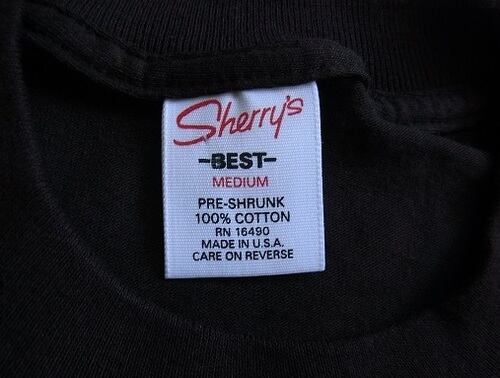 Sherry's
-BEST-
MEDIUM
PRE-SHRUNK
100% COTTON
RN 16490
MADE IN U.S.A.
CARE ON REVERSE